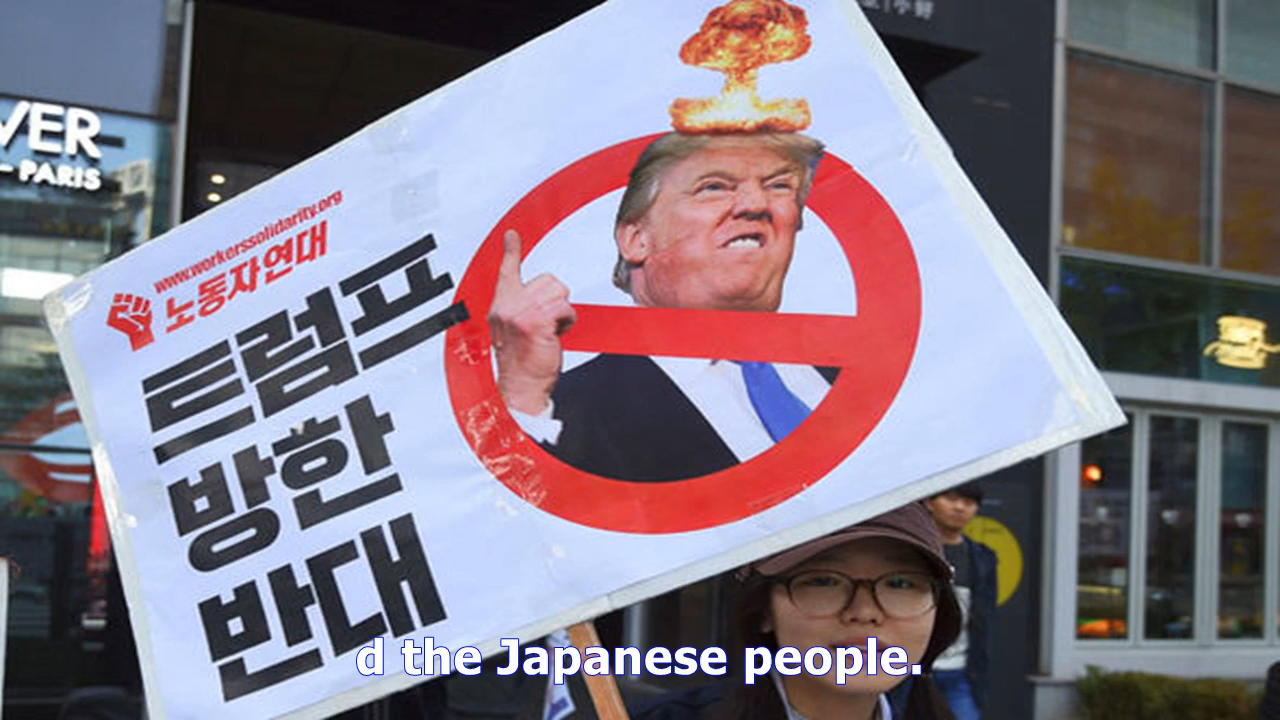 VER
- PARIS
www.workerssolidarity.org
노동자 연대
트럼프
방한
반대
d the Japanese people.